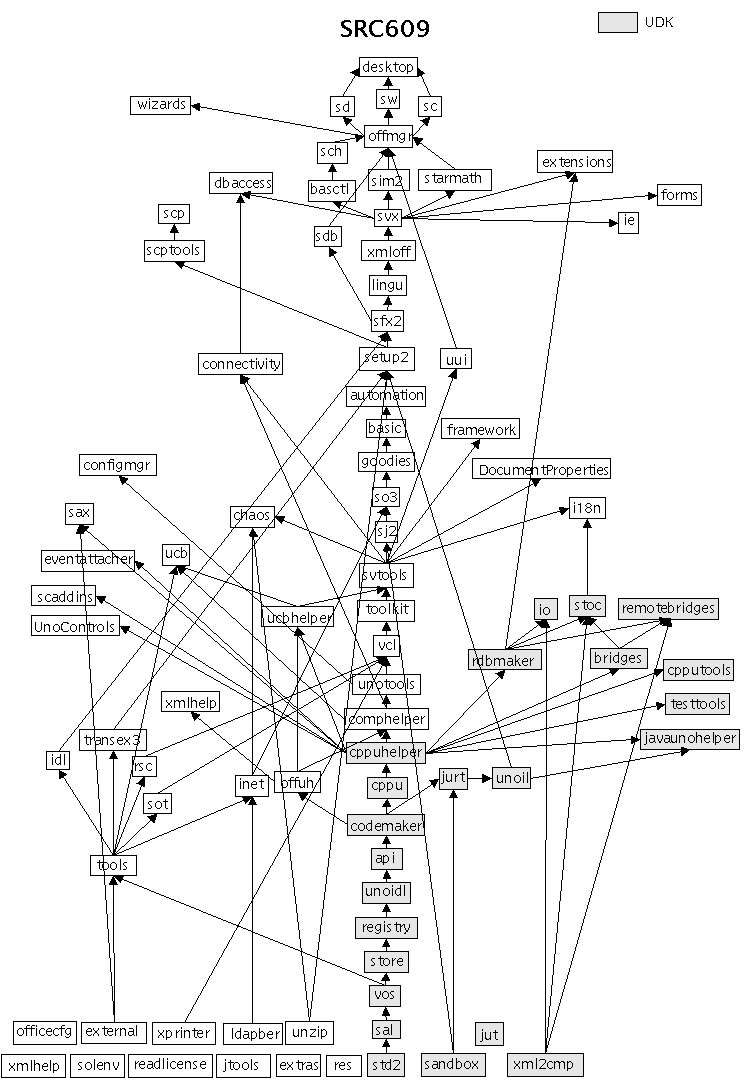 SRC609
UDK
desktop
sd
sw
sc
wizards
offmgr
sch
extensions
dbaccess
basctl
sim2
starmath
forms
scp
svx
ie
sdb
scptools
xmloff
lingu
sfx2
connectivity
setup2
uui
automation
basic
framework
configmgr
goodies
DocumentProperties
so3
sax
chaos
i18n
sj2
eventattacher
ucb
svtools
scaddins
io
stoc
remotebridges
ucbhelper
toolkit
UnoControls
vcl
rdbmaker
bridges
cpputools
unotools
xmlhelp
testtools
comphelper
transex3
javaunohelper
cppuhelper
idl
rsc
inet
offuh
cppu
jurt
unoil
sot
codemaker
tools
api
unoidl
registry
store
vos
officecfg
external
xprinter
ldapber
unzip
sal
jut
xmlhelp
solenv
readlicense
jtools
extras
res
std2
sandbox
xml2cmp